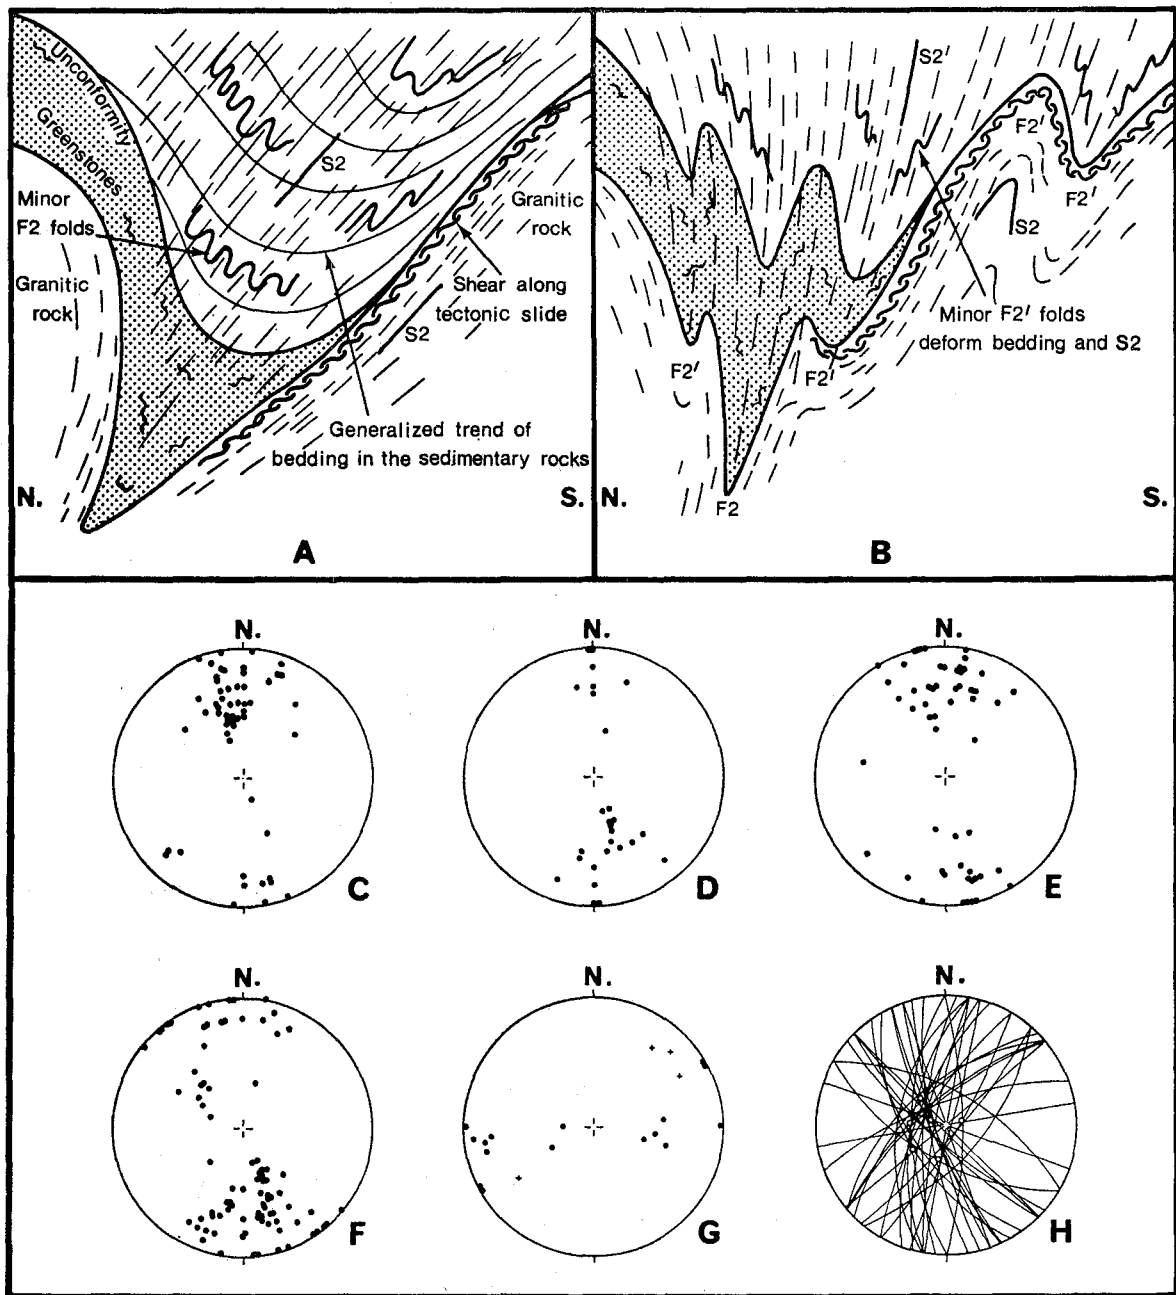 Unconformity
Greenstones
Minor
F2 folds
Granitic
rock
S2
Granitic
rock
Shear along
tectonic slide
S2
Generalized trend of
bedding in the sedimentary rocks
N.
S.
A
S2'
F2'
F2'
S2
Minor F2' folds
deform bedding and S2
F2'
F2'
N.
S.
F2
B
N.
C
N.
D
N.
E
N.
F
N.
G
N.
H